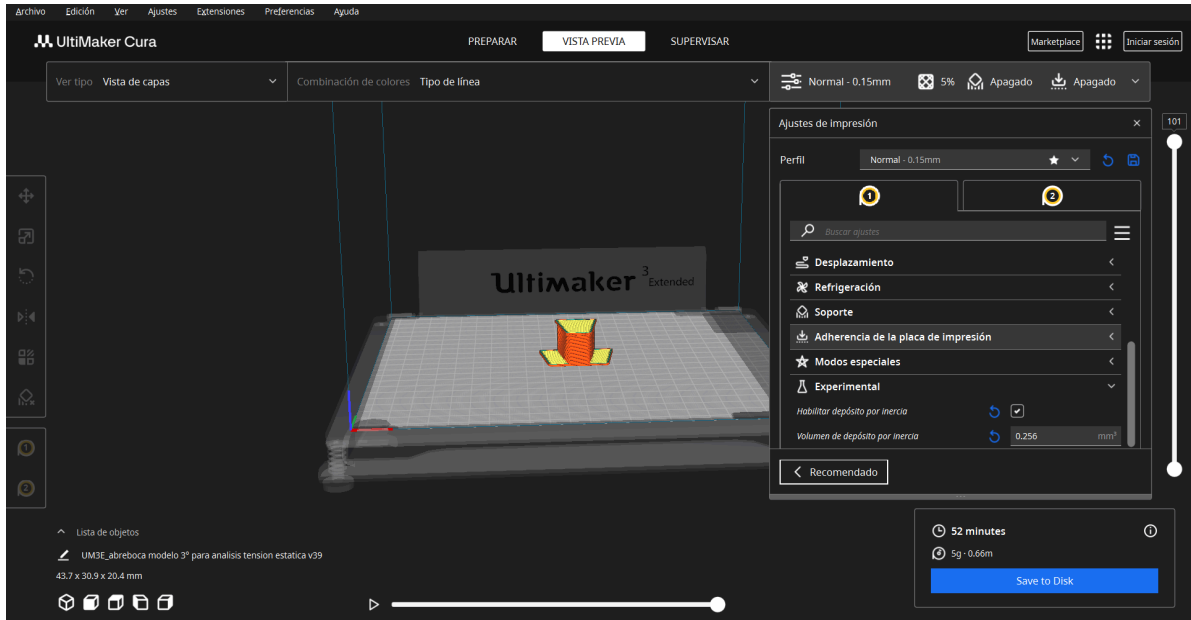 Archivo Edición Ver Ajustes Extensiones Preferencias Ayuda
UltiMaker Cura PREPARAR VISTA PREVIA SUPERVISAR Marketplace Iniciar sesión
Ver tipo Vista de capas Combinación de colores Tipo de línea Normal - 0.15mm 5% Apagado Apagado
Ajustes de impresión
101
Perfil Normal - 0.15mm
1 2
Buscar ajustes
Desplazamiento
Refrigeración
Soporte
Adherencia de la placa de impresión
Modos especiales
Experimental
Habilitar depósito por inercia
Volumen de depósito por inercia 0.256 mm³
Recomendado
Ultimaker 3 Extended
1
2
Lista de objetos
UM3E_abreboca modelo 3º para analisis tension estatica v39
43.7 x 30.9 x 20.4 mm
52 minutes
5g · 0.66m
Save to Disk